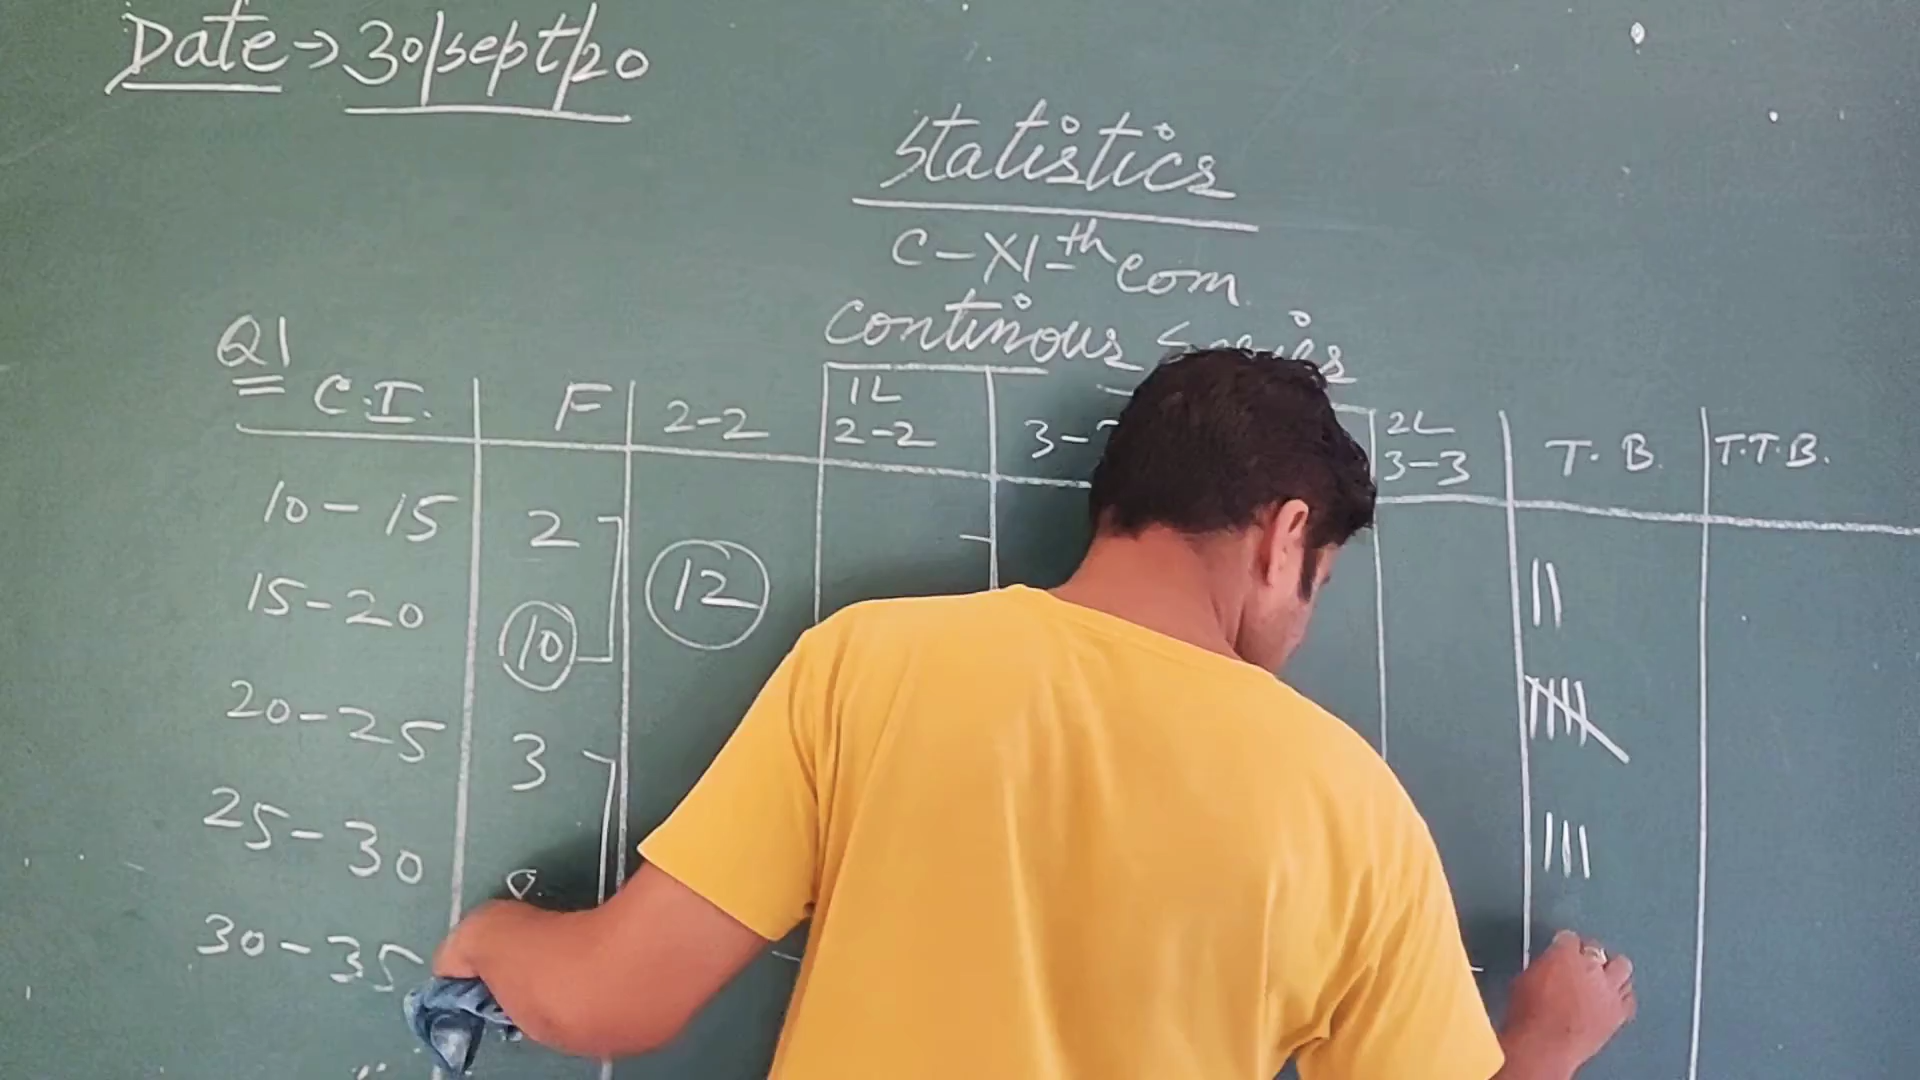 Date → 30/sept/20
Statistics
C-XI-th com
Continous
Q1
C.I. F 2-2 1L 2-2 2L 3-3 T.B. T.T.B.
10-15 2
15-20 10 12
20-25 3
25-30
30-35